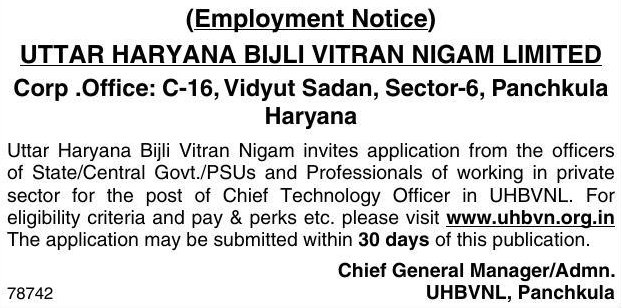 (Employment Notice)
UTTAR HARYANA BIJLI VITRAN NIGAM LIMITED
Corp .Office: C-16, Vidyut Sadan, Sector-6, Panchkula
Haryana
Uttar Haryana Bijli Vitran Nigam invites application from the officers
of State/Central Govt./PSUs and Professionals of working in private
sector for the post of Chief Technology Officer in UHBVNL. For
eligibility criteria and pay & perks etc. please visit www.uhbvn.org.in
The application may be submitted within 30 days of this publication.
Chief General Manager/Admn.
78742 UHBVNL, Panchkula